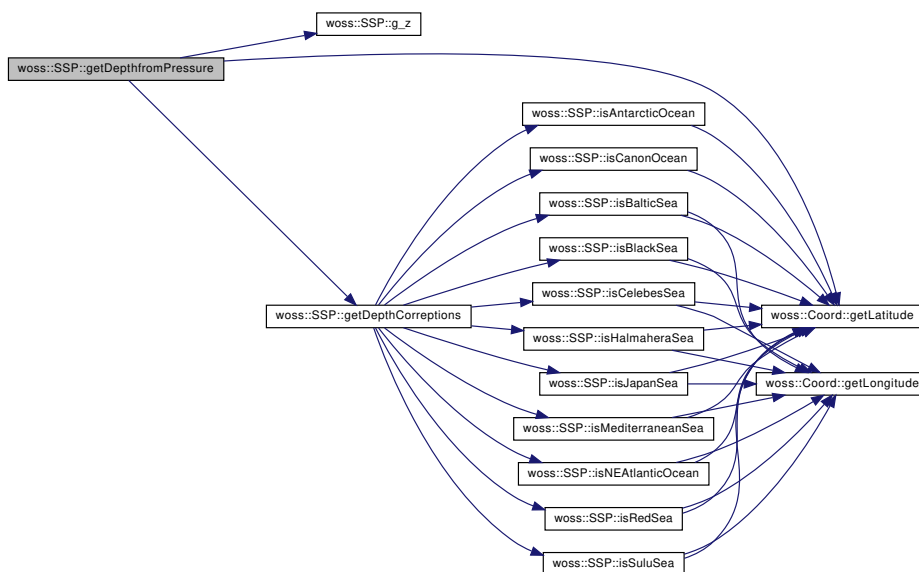 woss::SSP::g_z
woss::SSP::getDepthfromPressure
woss::SSP::isAntarcticOcean
woss::SSP::isCanonOcean
woss::SSP::isBalticSea
woss::SSP::isBlackSea
woss::SSP::isCelebesSea
woss::SSP::getDepthCorreptions
woss::Coord::getLatitude
woss::SSP::isHalmaheraSea
woss::SSP::isJapanSea
woss::Coord::getLongitude
woss::SSP::isMediterraneanSea
woss::SSP::isNEAtlanticOcean
woss::SSP::isRedSea
woss::SSP::isSuluSea